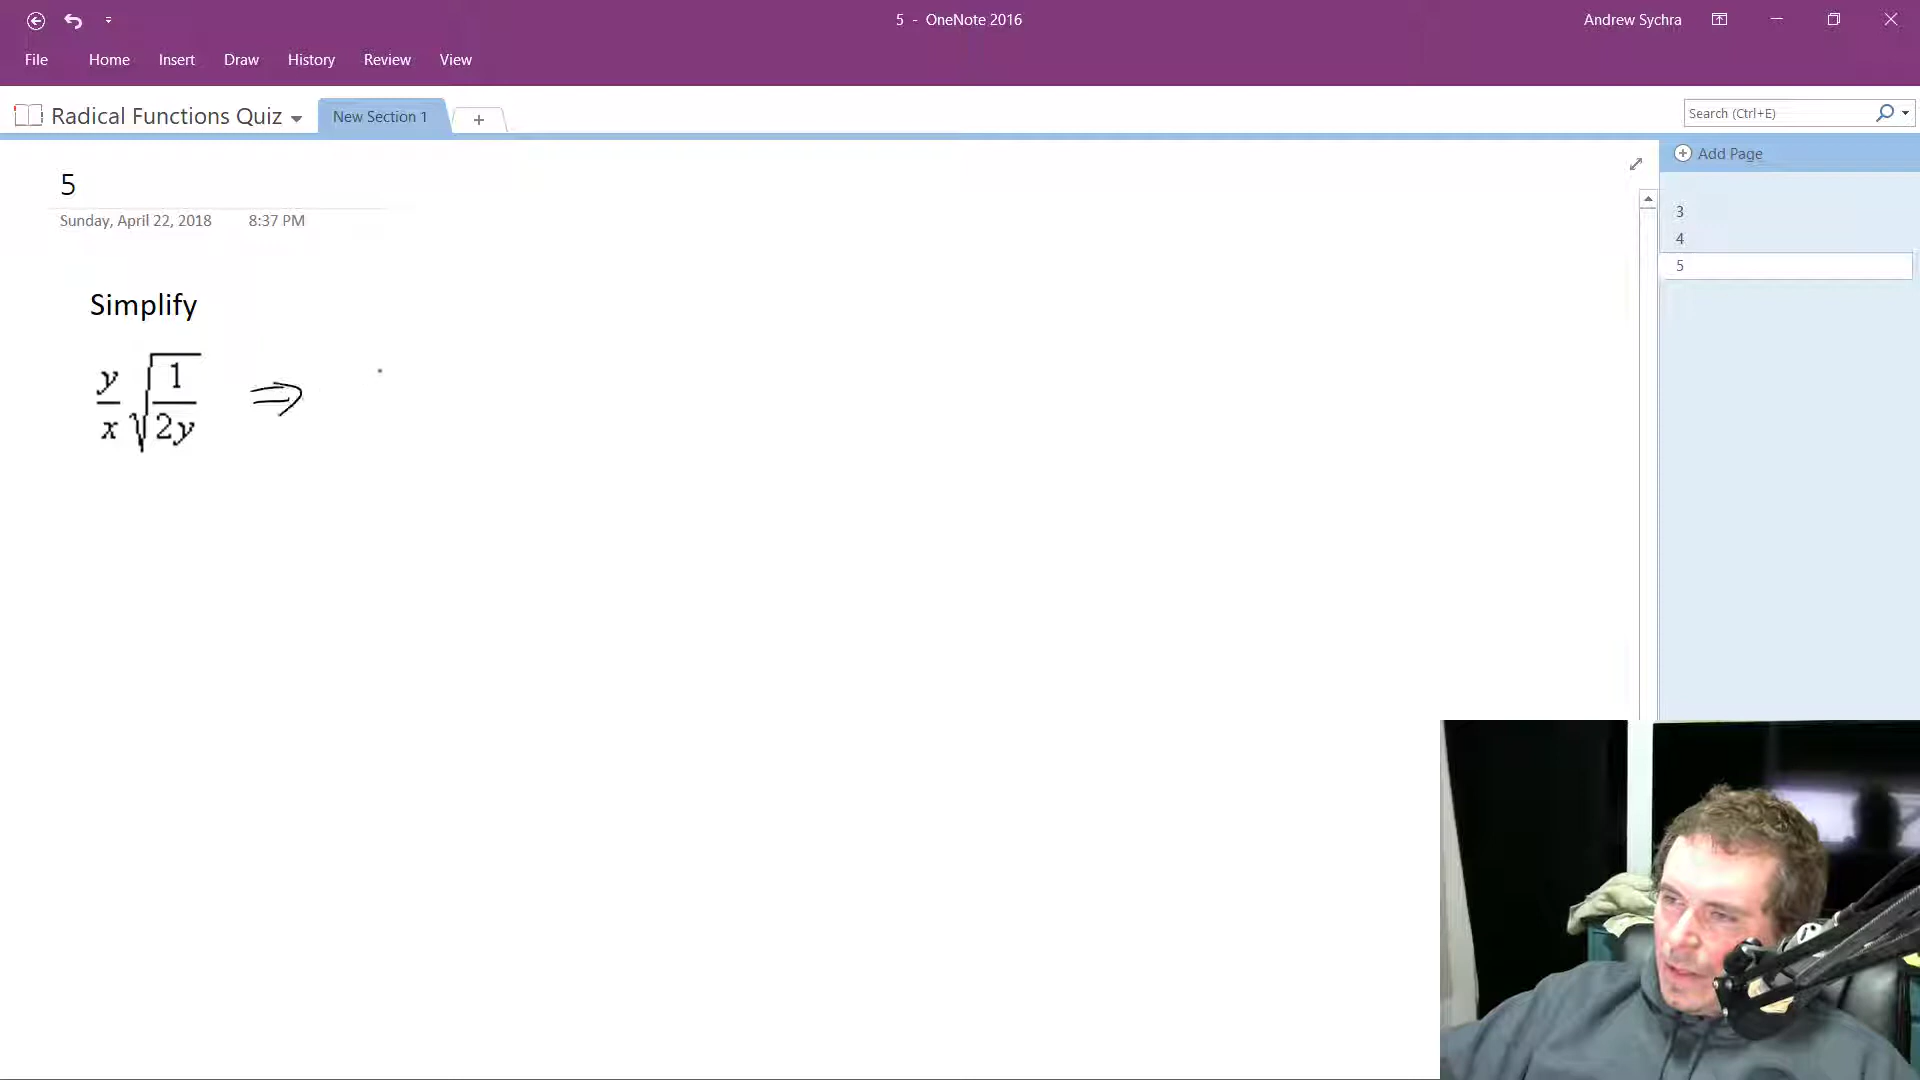 5 - OneNote 2016
Andrew Sychra
File Home Insert Draw History Review View
Radical Functions Quiz
New Section 1
+
Search (Ctrl+E)
Add Page
5
Sunday, April 22, 2018 8:37 PM
3
4
5
Simplify
y/x √(1/2y) ⇒